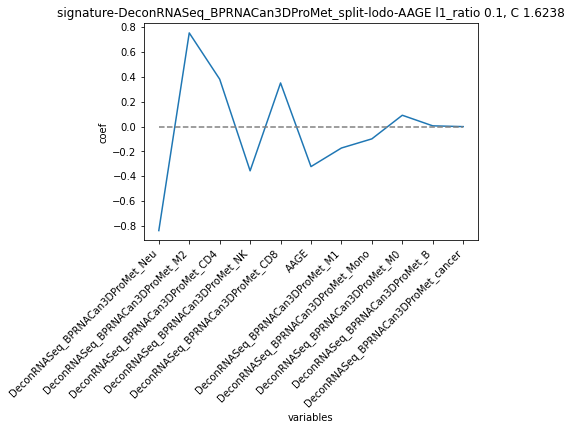 signature-DeconRNASeq_BPRNACan3DProMet_split-lodo-AAGE l1_ratio 0.1, C 1.6238
0.8
0.6
0.4
0.2
0.0
−0.2
−0.4
−0.6
−0.8
coef
DeconRNASeq_BPRNACan3DProMet_Neu
DeconRNASeq_BPRNACan3DProMet_M2
DeconRNASeq_BPRNACan3DProMet_CD4
DeconRNASeq_BPRNACan3DProMet_NK
DeconRNASeq_BPRNACan3DProMet_CD8
AAGE
DeconRNASeq_BPRNACan3DProMet_M1
DeconRNASeq_BPRNACan3DProMet_Mono
DeconRNASeq_BPRNACan3DProMet_M0
DeconRNASeq_BPRNACan3DProMet_B
DeconRNASeq_BPRNACan3DProMet_cancer
variables